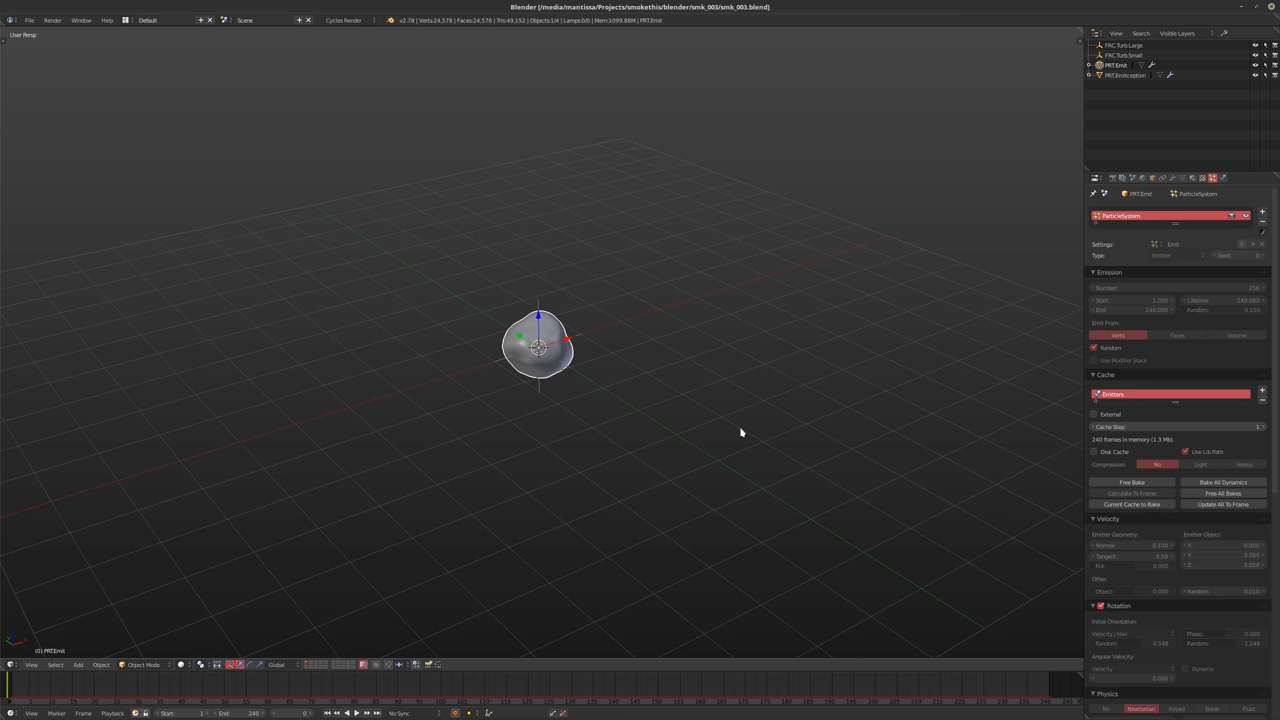 Blender [/media/mantissa/Projects/smokethis/blender/smk_003/smk_003.blend]
File Render Window Help Default Scene Cycles Render v2.78 | Verts:24,578 | Faces:24,576 | Tris:49,152 | Objects:1/4 | Lamps:0/0 | Mem:1099.88M | PRT.Emit
User Persp
View Search Visible Layers
FRC.Turb.Large
FRC.Turb.Small
PRT.Emit
PRT.Emitception
PRT.Emit ParticleSystem
ParticleSystem
Settings: Emit
Type: Emitter Seed: 0
Emission
Number: 256
Start: 1.000 Lifetime: 240.000
End: 240.000 Random: 0.150
Emit From:
Verts Faces Volume
Random
Use Modifier Stack
Cache
Emitters
External
Cache Step: 1
240 frames in memory (1.3 Mb).
Disk Cache Use Lib Path
Compression: No Light Heavy
Free Bake Bake All Dynamics
Calculate To Frame Free All Bakes
Current Cache to Bake Update All To Frame
Velocity
Emitter Geometry: Emitter Object:
Normal: 0.100 X: 0.000
Tangent: 0.50 Y: 0.000
Rot: 0.000 Z: 0.000
Other:
Object: 0.000 Random: 0.010
Rotation
Initial Orientation:
Velocity / Hair Phase: 0.000
Random: 0.568 Random: 1.248
Angular Velocity:
Velocity Dynamic
0.000
Physics
No Newtonian Keyed Boids Fluid
(0) PRT.Emit
View Select Add Object Object Mode Global
View Marker Frame Playback Start: 1 End: 240 0 No Sync